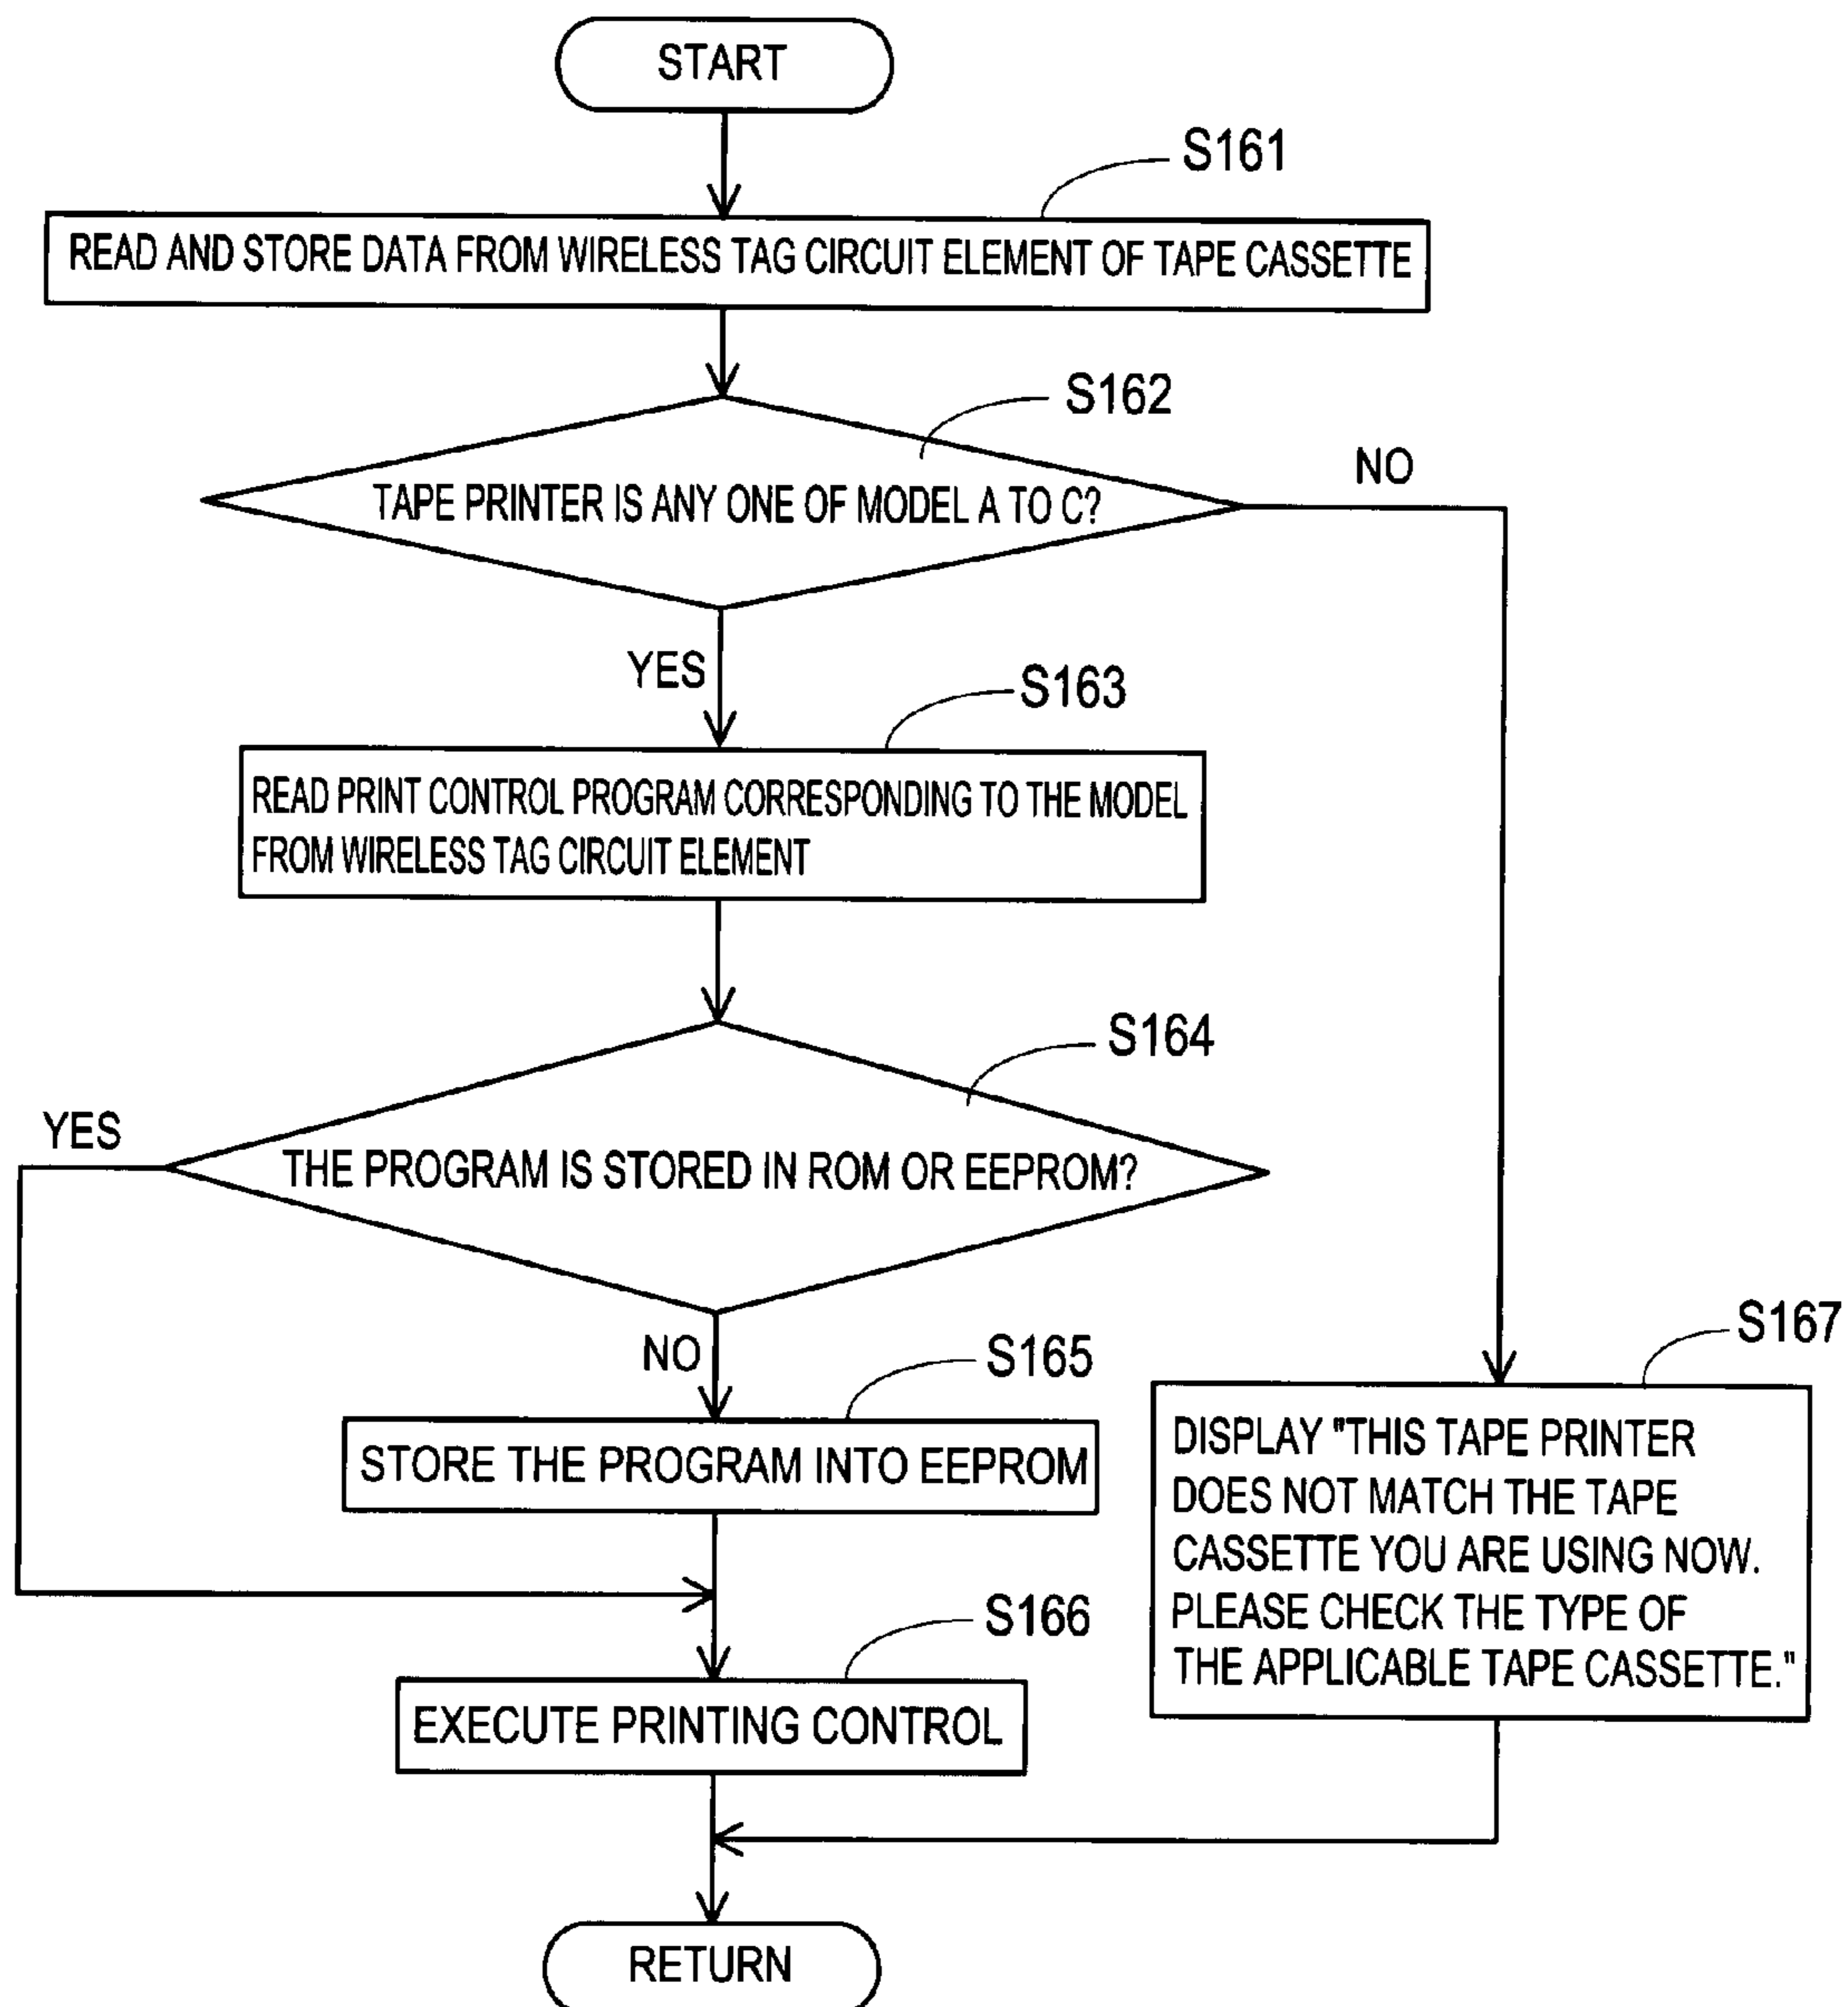 START
S161
READ AND STORE DATA FROM WIRELESS TAG CIRCUIT ELEMENT OF TAPE CASSETTE
S162
TAPE PRINTER IS ANY ONE OF MODEL A TO C?
NO
YES
S163
READ PRINT CONTROL PROGRAM CORRESPONDING TO THE MODEL
FROM WIRELESS TAG CIRCUIT ELEMENT
S164
YES
THE PROGRAM IS STORED IN ROM OR EEPROM?
NO
S165
STORE THE PROGRAM INTO EEPROM
S166
EXECUTE PRINTING CONTROL
S167
DISPLAY "THIS TAPE PRINTER
DOES NOT MATCH THE TAPE
CASSETTE YOU ARE USING NOW.
PLEASE CHECK THE TYPE OF
THE APPLICABLE TAPE CASSETTE."
RETURN